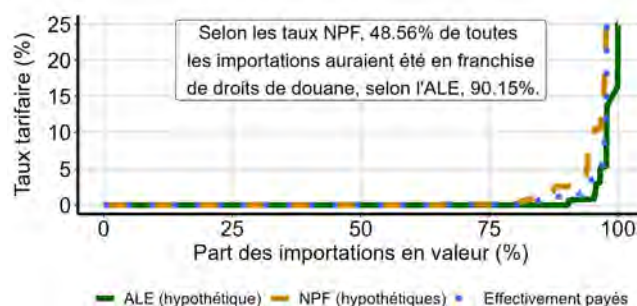 Selon les taux NPF, 48.56% de toutes
les importations auraient été en franchise
de droits de douane, selon l'ALE, 90.15%.
Taux tarifaire (%)
25
20
15
10
5
0
0 25 50 75 100
Part des importations en valeur (%)
ALE (hypothétique) NPF (hypothétiques) Effectivement payés